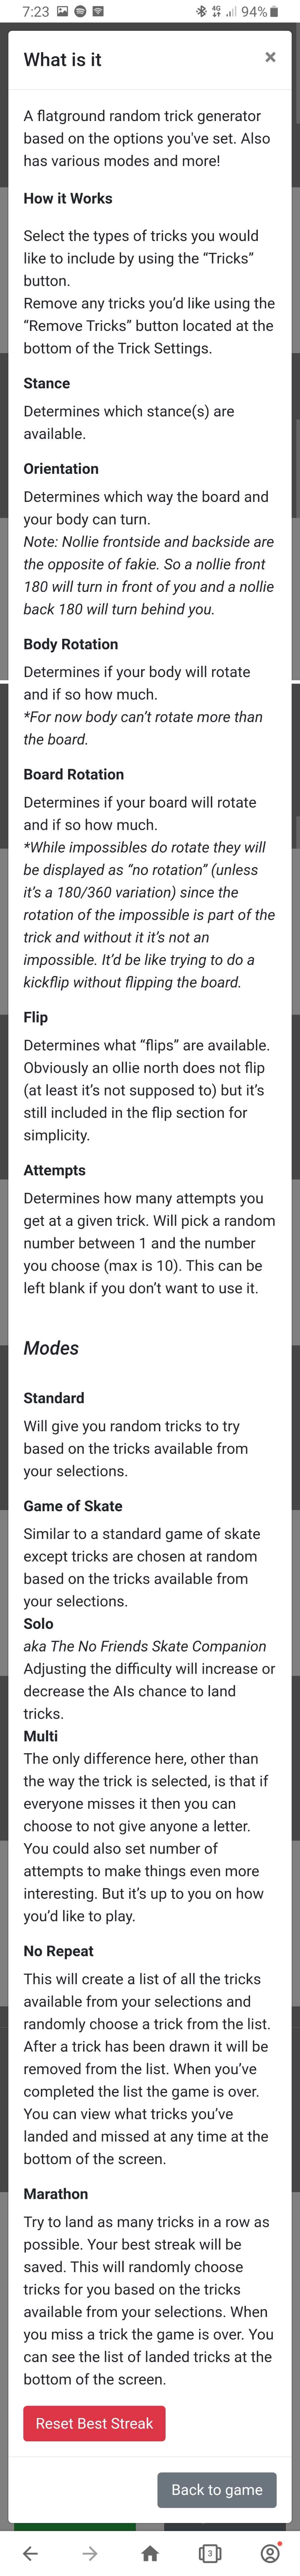 7:23
4G
94%
What is it
×
A flatground random trick generator
based on the options you've set. Also
has various modes and more!
How it Works
Select the types of tricks you would
like to include by using the “Tricks”
button.
Remove any tricks you’d like using the
“Remove Tricks” button located at the
bottom of the Trick Settings.
Stance
Determines which stance(s) are
available.
Orientation
Determines which way the board and
your body can turn.
Note: Nollie frontside and backside are
the opposite of fakie. So a nollie front
180 will turn in front of you and a nollie
back 180 will turn behind you.
Body Rotation
Determines if your body will rotate
and if so how much.
*For now body can’t rotate more than
the board.
Board Rotation
Determines if your board will rotate
and if so how much.
*While impossibles do rotate they will
be displayed as “no rotation” (unless
it’s a 180/360 variation) since the
rotation of the impossible is part of the
trick and without it it’s not an
impossible. It’d be like trying to do a
kickflip without flipping the board.
Flip
Determines what “flips” are available.
Obviously an ollie north does not flip
(at least it’s not supposed to) but it’s
still included in the flip section for
simplicity.
Attempts
Determines how many attempts you
get at a given trick. Will pick a random
number between 1 and the number
you choose (max is 10). This can be
left blank if you don’t want to use it.
Modes
Standard
Will give you random tricks to try
based on the tricks available from
your selections.
Game of Skate
Similar to a standard game of skate
except tricks are chosen at random
based on the tricks available from
your selections.
Solo
aka The No Friends Skate Companion
Adjusting the difficulty will increase or
decrease the AIs chance to land
tricks.
Multi
The only difference here, other than
the way the trick is selected, is that if
everyone misses it then you can
choose to not give anyone a letter.
You could also set number of
attempts to make things even more
interesting. But it’s up to you on how
you’d like to play.
No Repeat
This will create a list of all the tricks
available from your selections and
randomly choose a trick from the list.
After a trick has been drawn it will be
removed from the list. When you’ve
completed the list the game is over.
You can view what tricks you’ve
landed and missed at any time at the
bottom of the screen.
Marathon
Try to land as many tricks in a row as
possible. Your best streak will be
saved. This will randomly choose
tricks for you based on the tricks
available from your selections. When
you miss a trick the game is over. You
can see the list of landed tricks at the
bottom of the screen.
Reset Best Streak
Back to game
3